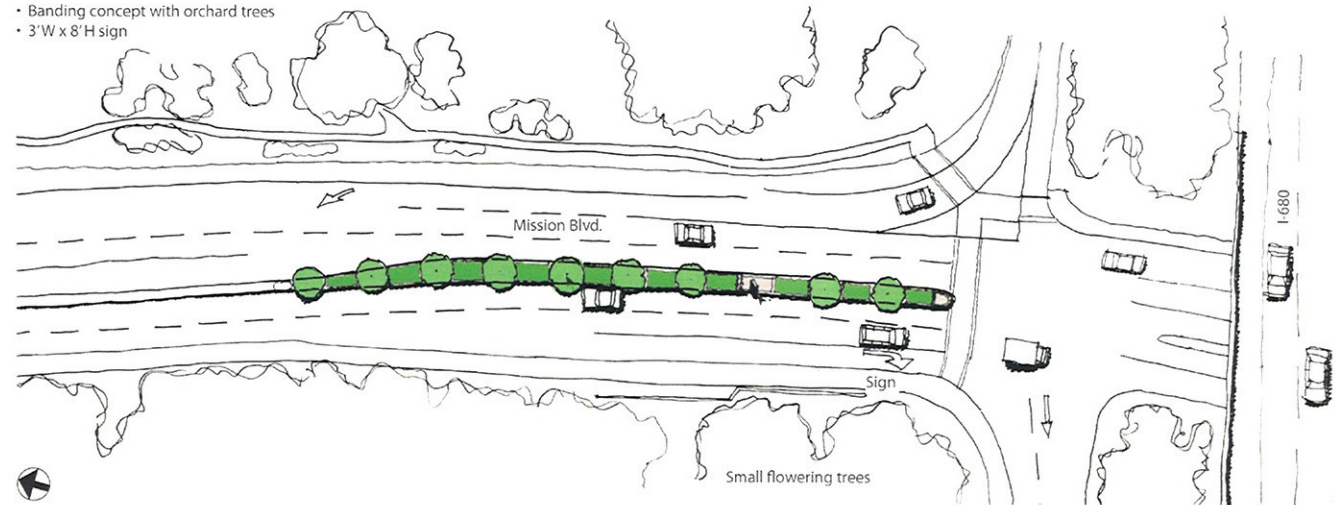 • Banding concept with orchard trees
• 3'W x 8'H sign
Mission Blvd.
I-680
Sign
Small flowering trees